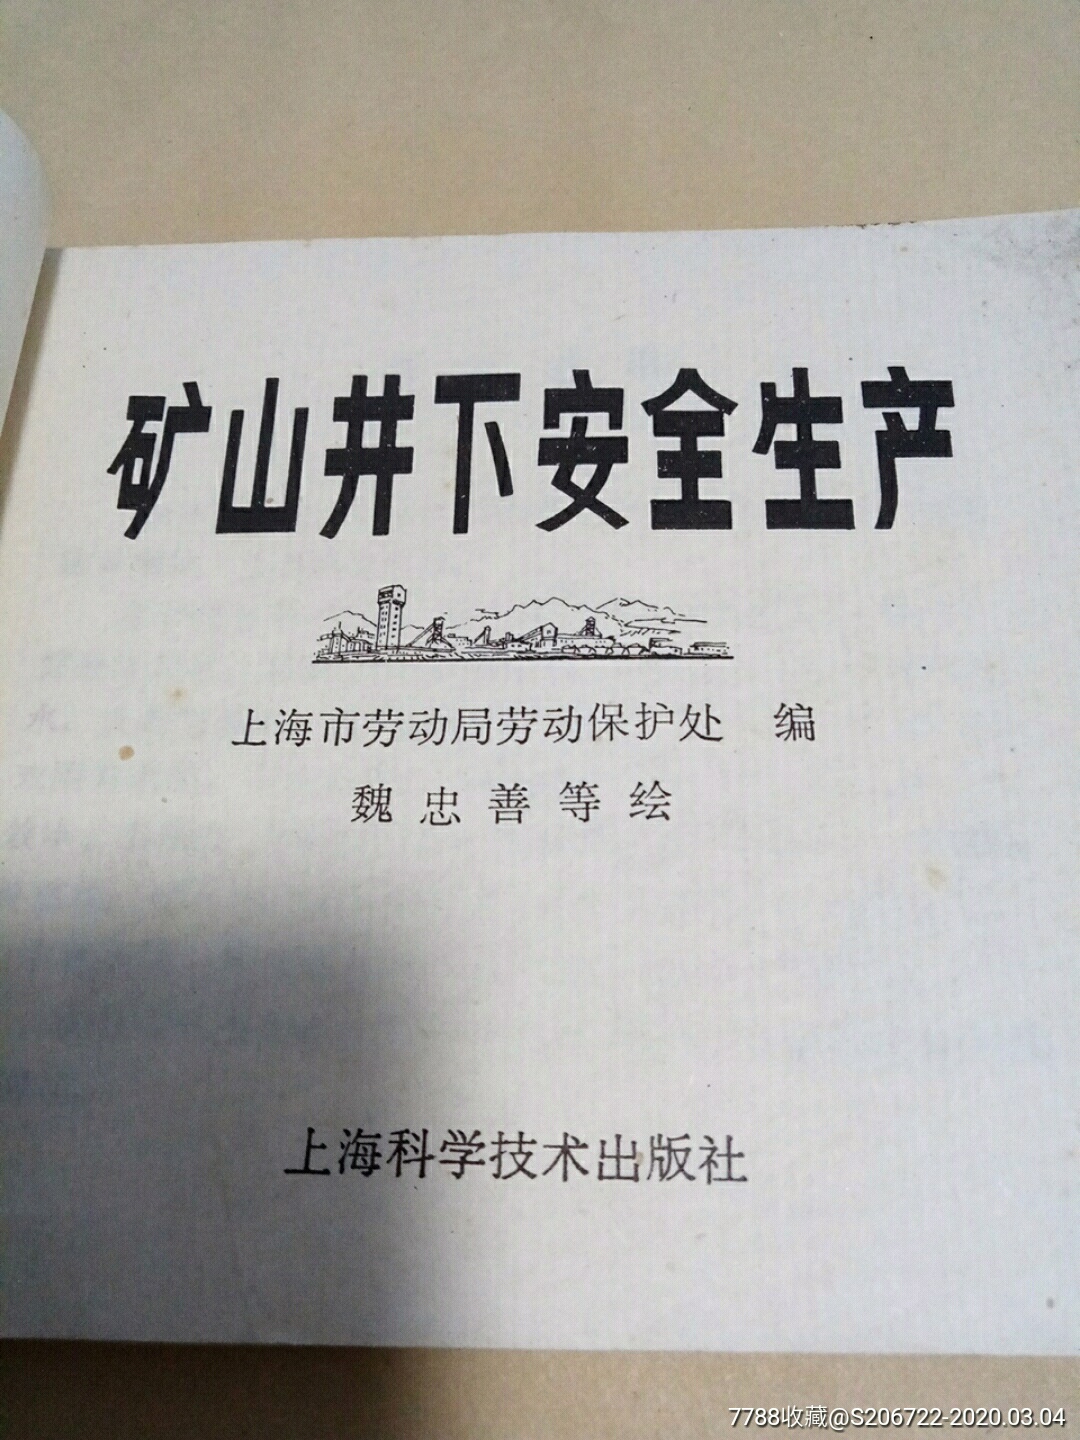 矿山井下安全生产
上海市劳动局劳动保护处 编
魏忠善等绘
上海科学技术出版社
7788收藏@S206722-2020.03.04